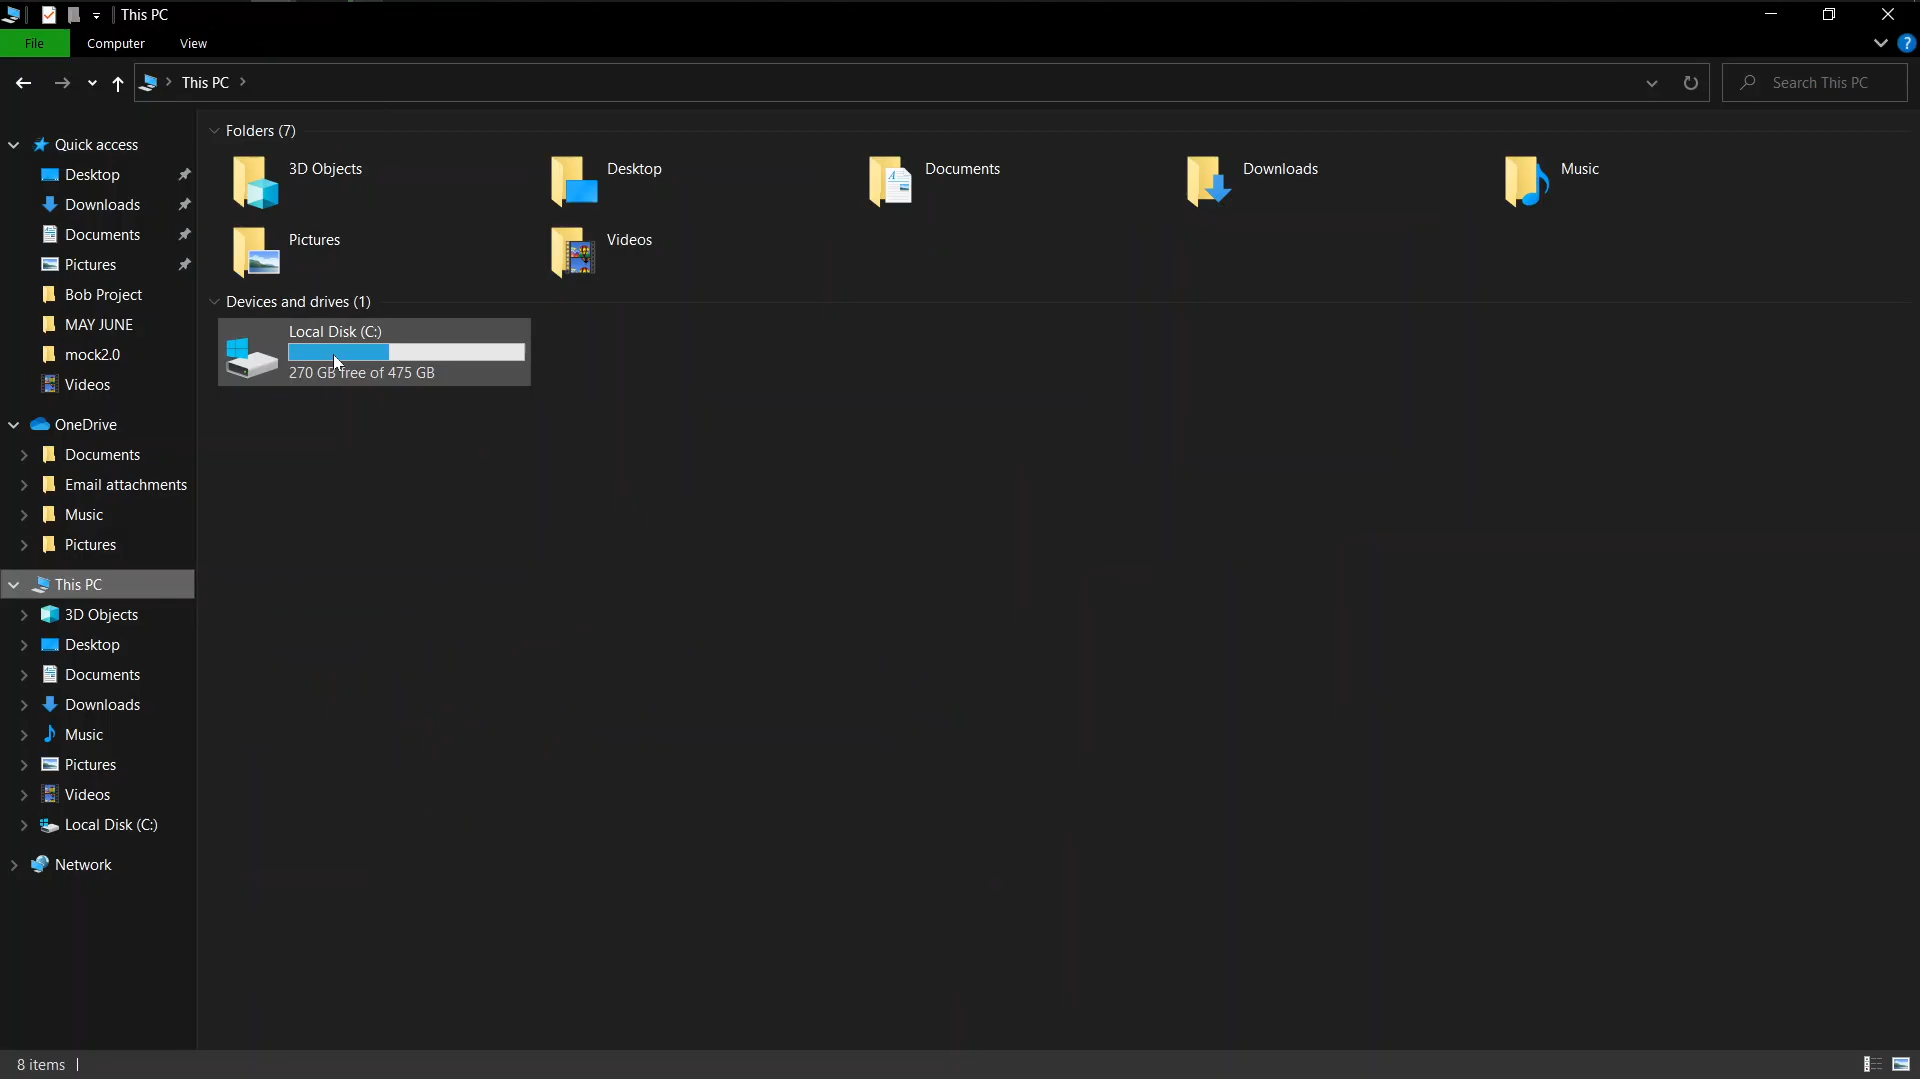 This PC
File
Computer
View
This PC
Search This PC
Quick access
Desktop
Downloads
Documents
Pictures
Bob Project
MAY JUNE
mock2.0
Videos
OneDrive
Documents
Email attachments
Music
Pictures
This PC
3D Objects
Desktop
Documents
Downloads
Music
Pictures
Videos
Local Disk (C:)
Network
Folders (7)
3D Objects
Desktop
Documents
Downloads
Music
Pictures
Videos
Devices and drives (1)
Local Disk (C:)
270 GB free of 475 GB
8 items